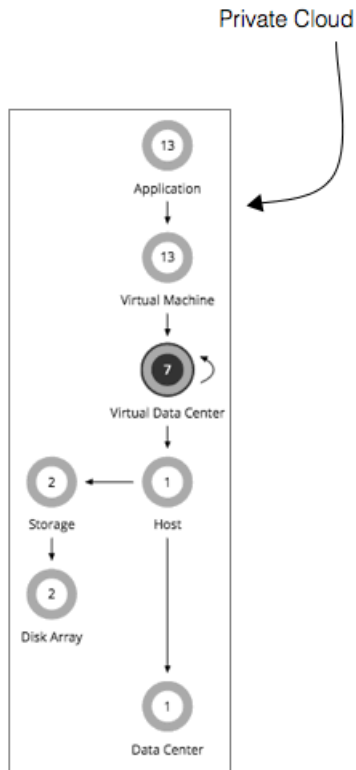 Private Cloud
13
Application
13
Virtual Machine
7
Virtual Data Center
2
1
Storage
Host
2
Disk Array
1
Data Center